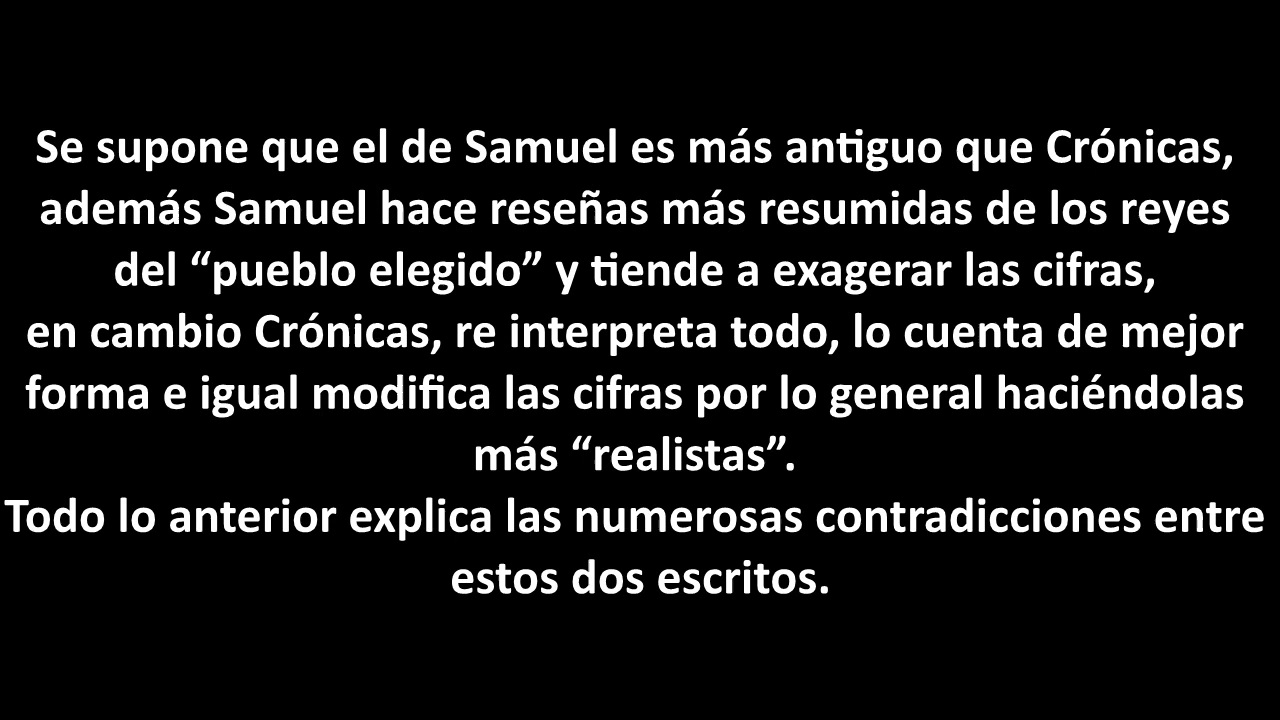 Se supone que el de Samuel es más antiguo que Crónicas,
además Samuel hace reseñas más resumidas de los reyes
del “pueblo elegido” y tiende a exagerar las cifras,
en cambio Crónicas, re interpreta todo, lo cuenta de mejor
forma e igual modifica las cifras por lo general haciéndolas
más “realistas”.
Todo lo anterior explica las numerosas contradicciones entre
estos dos escritos.